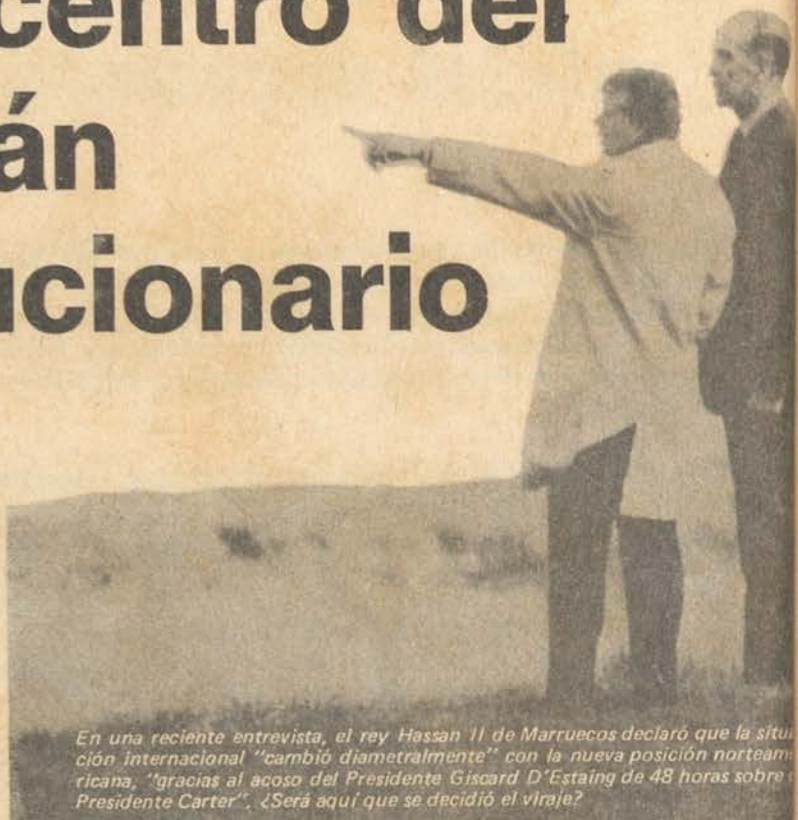 centro del
án
ucionario
En una reciente entrevista, el rey Hassan II de Marruecos declaró que la situ
ción internacional "cambió diametralmente" con la nueva posición norteam
ricana, "gracias al acoso del Presidente Giscard D'Estaing de 48 horas sobre
Presidente Carter", ¿Será aquí que se decidió el viraje?